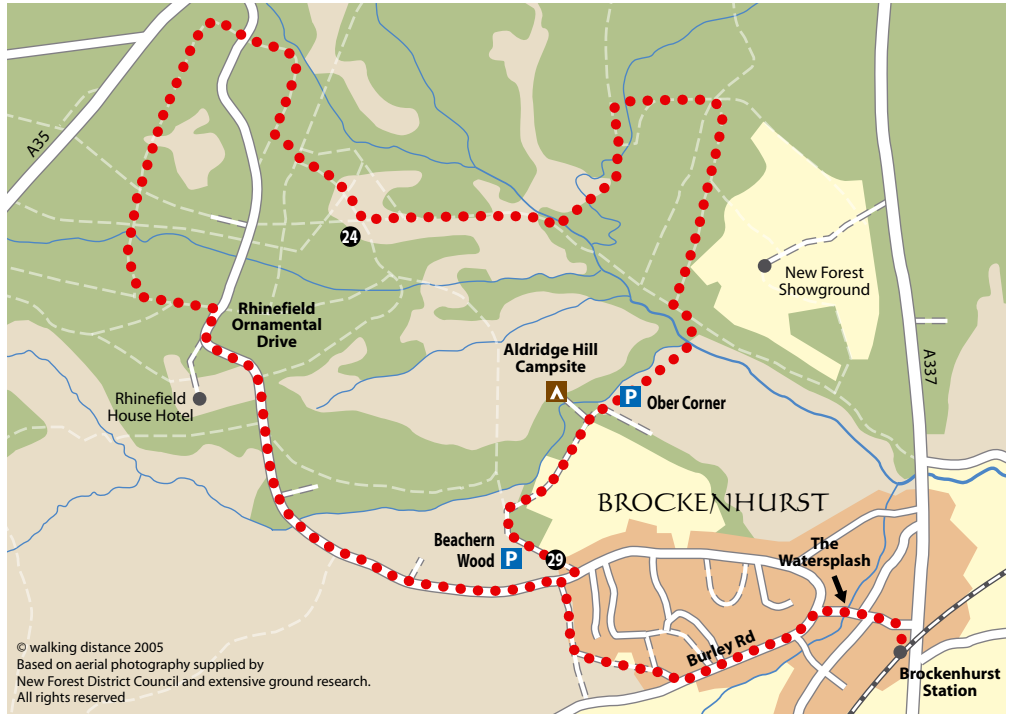 A35
24
New Forest
Showground
Rhinefield
Ornamental
Drive
Aldridge Hill
Campsite
A337
Rhinefield
House Hotel
P
Ober Corner
BROCKENHURST
Beachern
Wood
P
29
The
Watersplash
Burley Rd
Brockenhurst
Station
© walking distance 2005
Based on aerial photography supplied by
New Forest District Council and extensive ground research.
All rights reserved